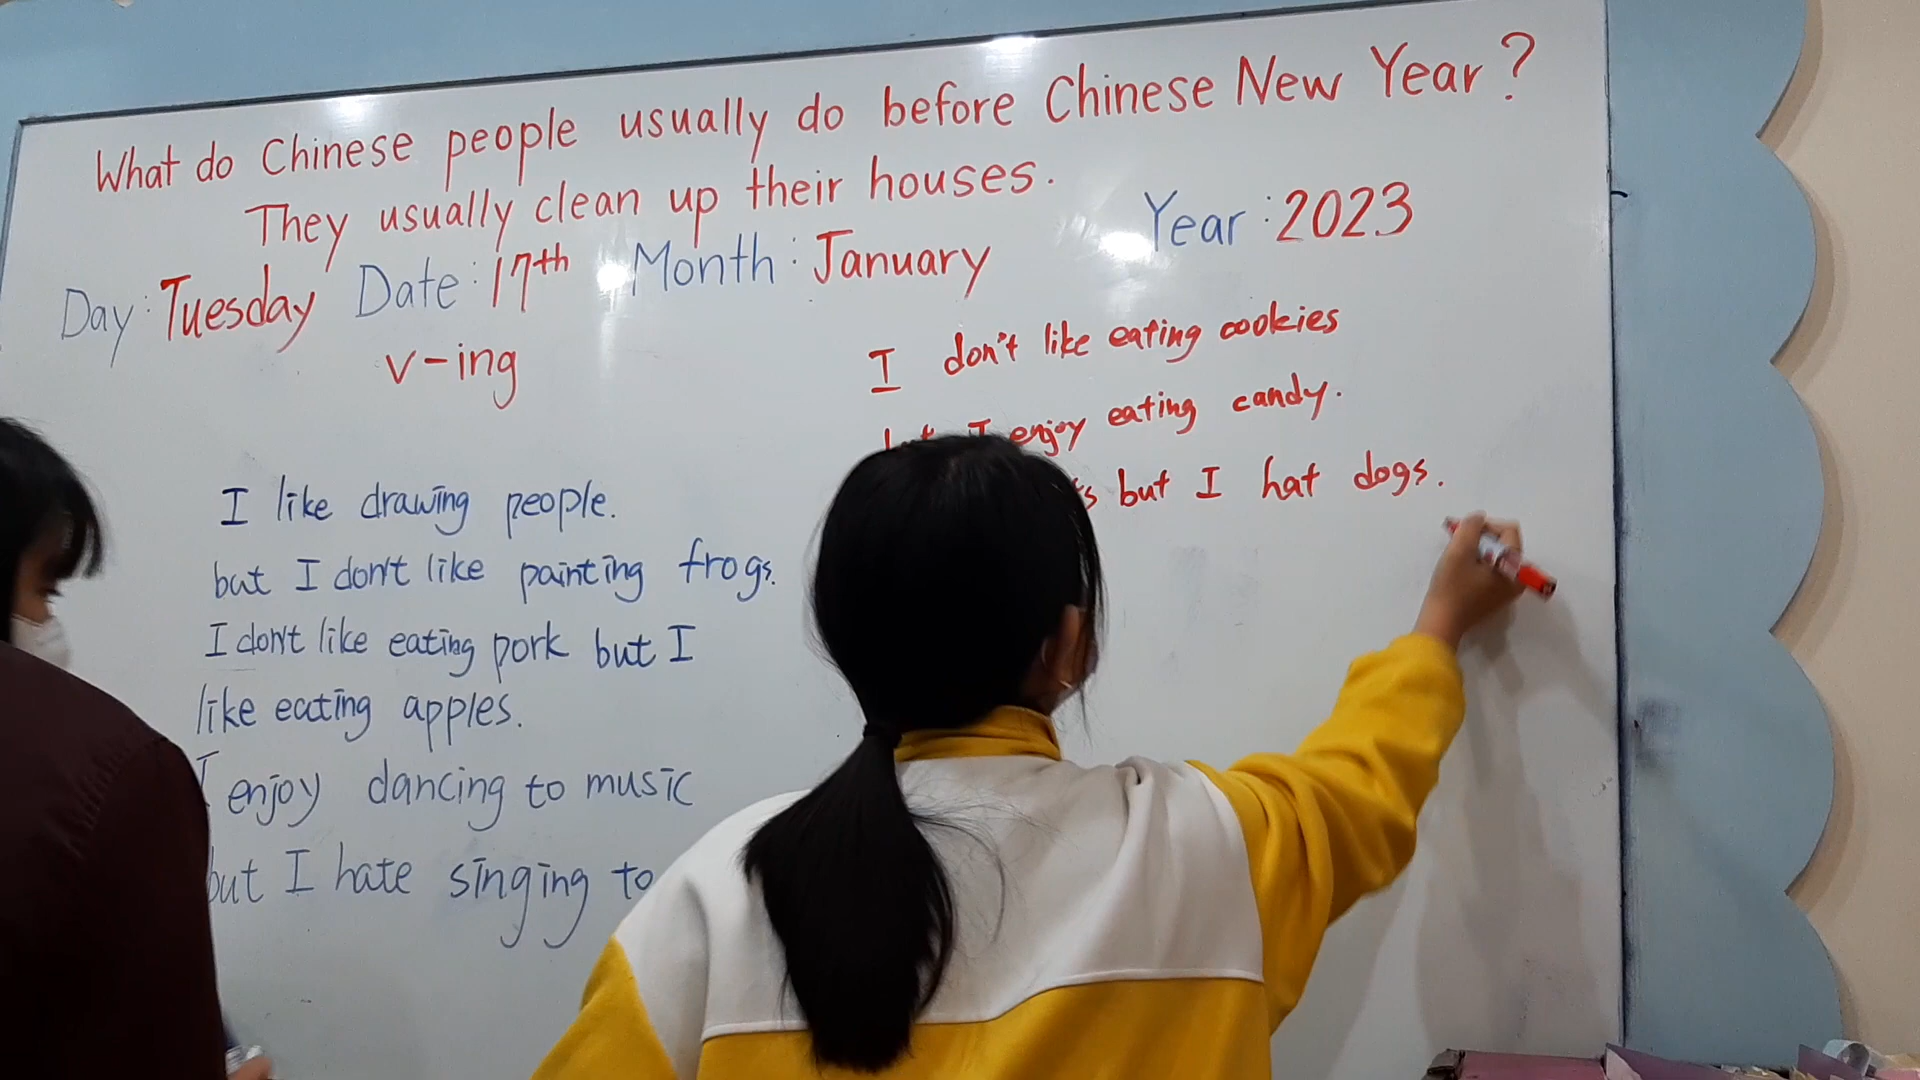 What do Chinese people usually do before Chinese New Year?
They usually clean up their houses.
Day: Tuesday Date: 17th Month: January Year: 2023
v-ing
I like drawing people.
but I don't like painting frogs.
I don't like eating pork but I
like eating apples.
I enjoy dancing to music
but I hate singing to
I don't like eating cookies
I enjoy eating candy.
but I hat dogs.